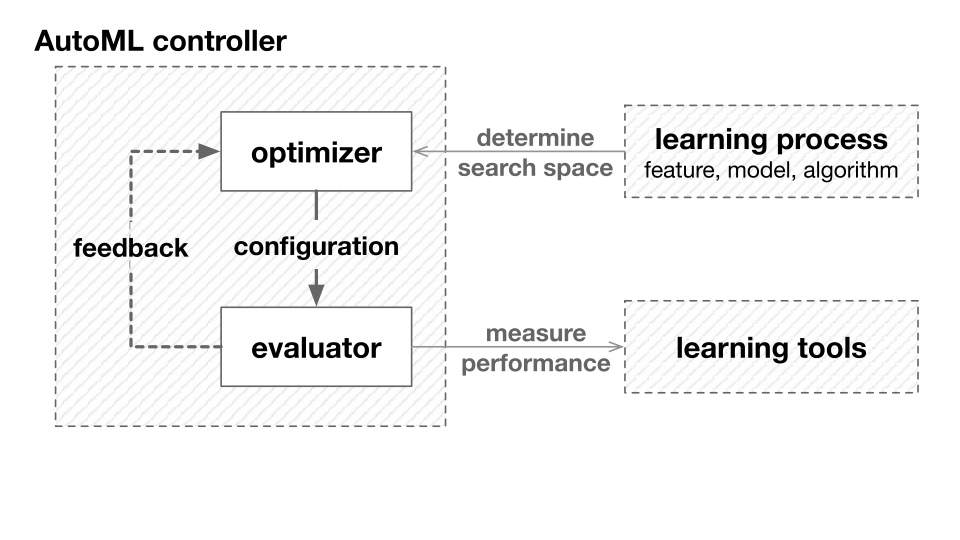 AutoML controller
optimizer
determine
search space
learning process
feature, model, algorithm
feedback
configuration
evaluator
measure
performance
learning tools